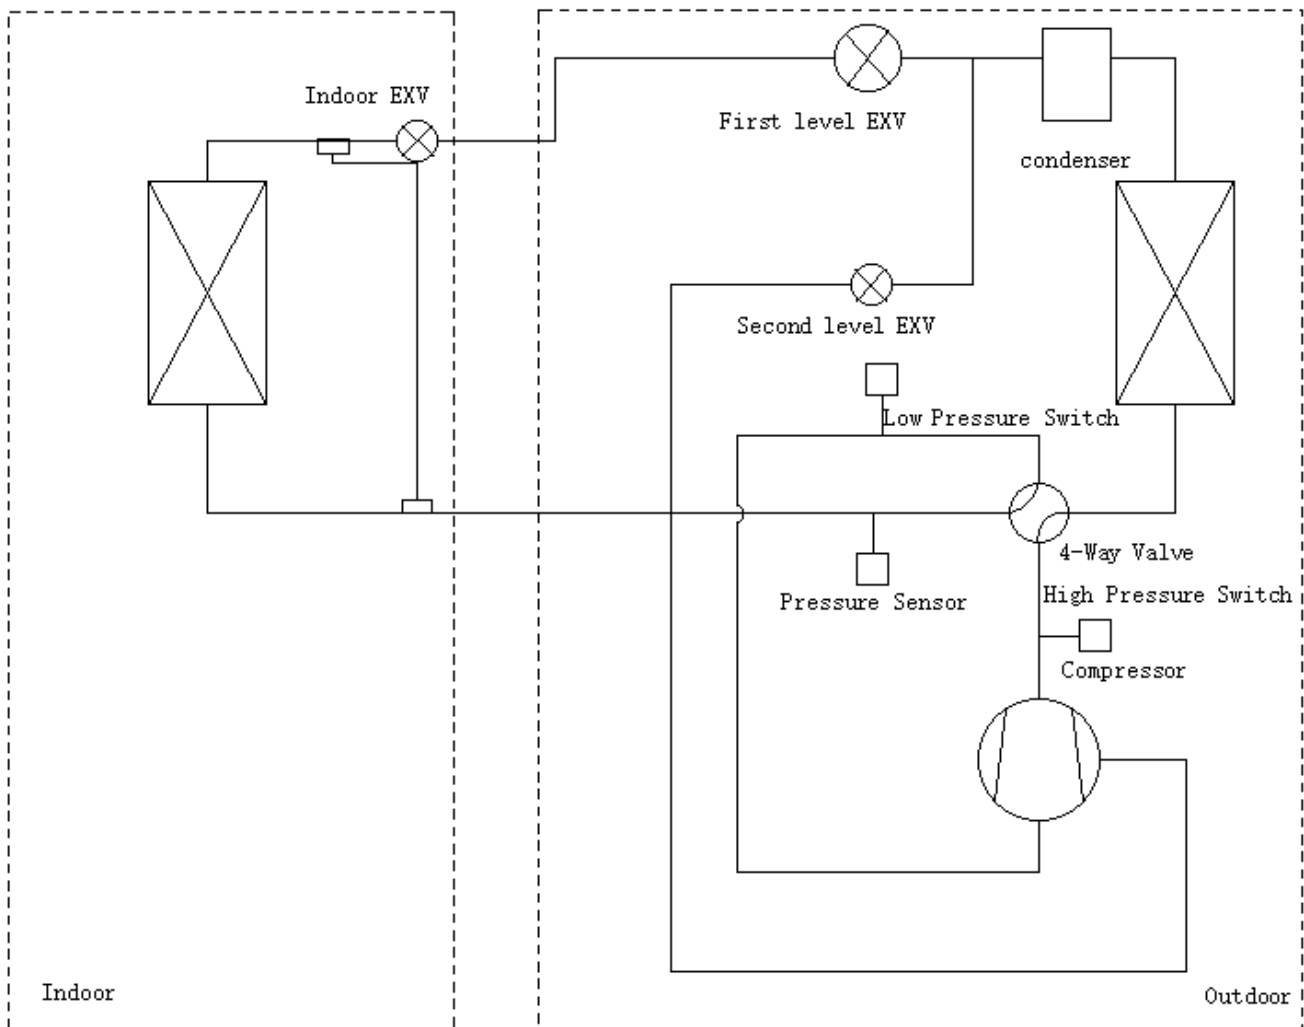 Indoor EXV
First level EXV
condenser
Second level EXV
Low Pressure Switch
4-Way Valve
High Pressure Switch
Pressure Sensor
Compressor
Indoor
Outdoor